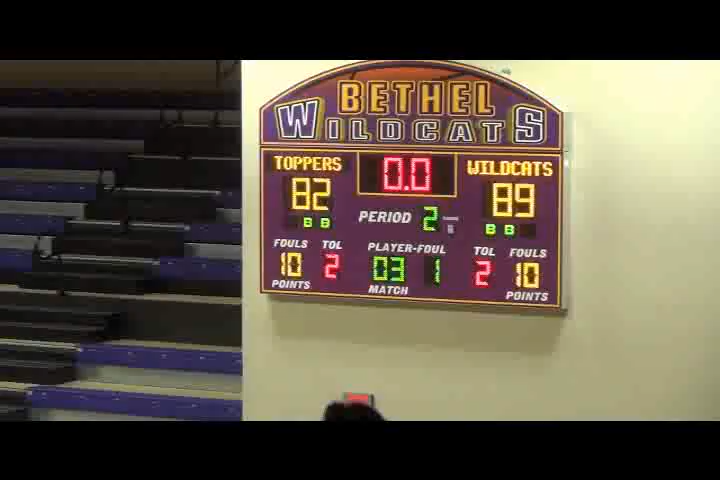 BETHEL
WILDCATS
TOPPERS 0.0 WILDCATS
82 89
B B PERIOD 2 B B
FOULS TOL PLAYER-FOUL TOL FOULS
10 2 03 1 2 10
POINTS MATCH POINTS